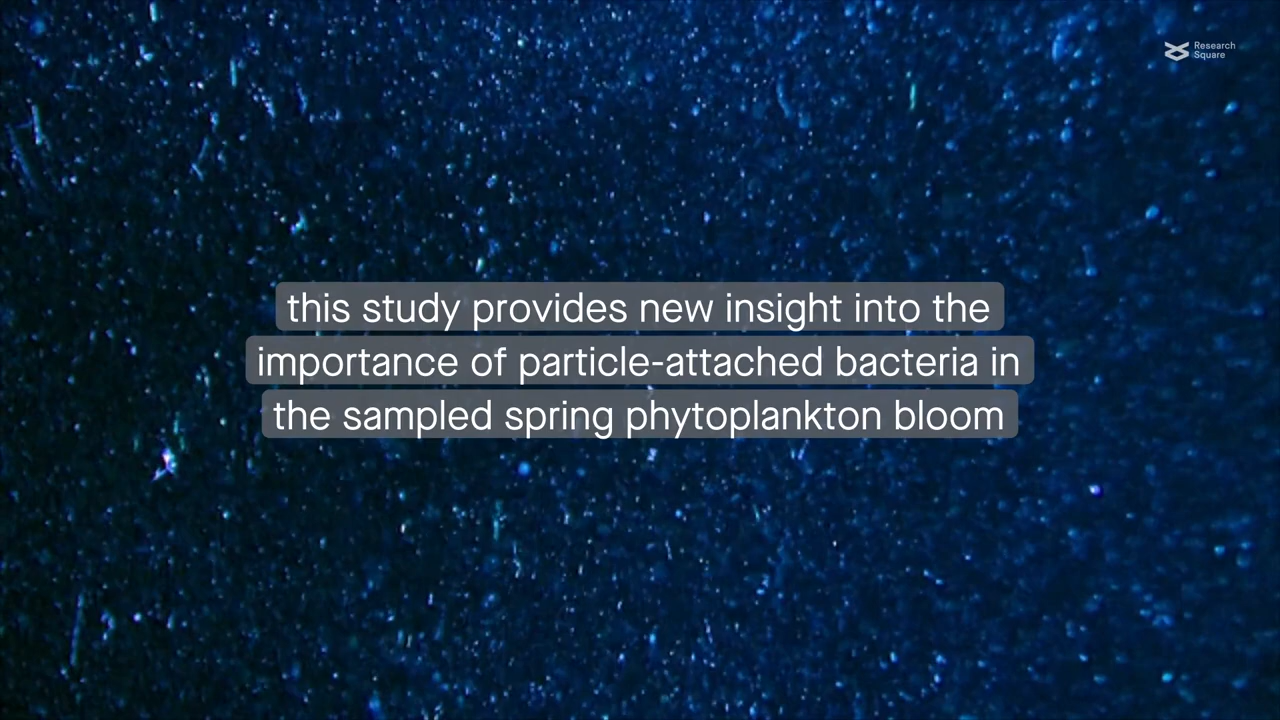 Research
Square
this study provides new insight into the
importance of particle-attached bacteria in
the sampled spring phytoplankton bloom